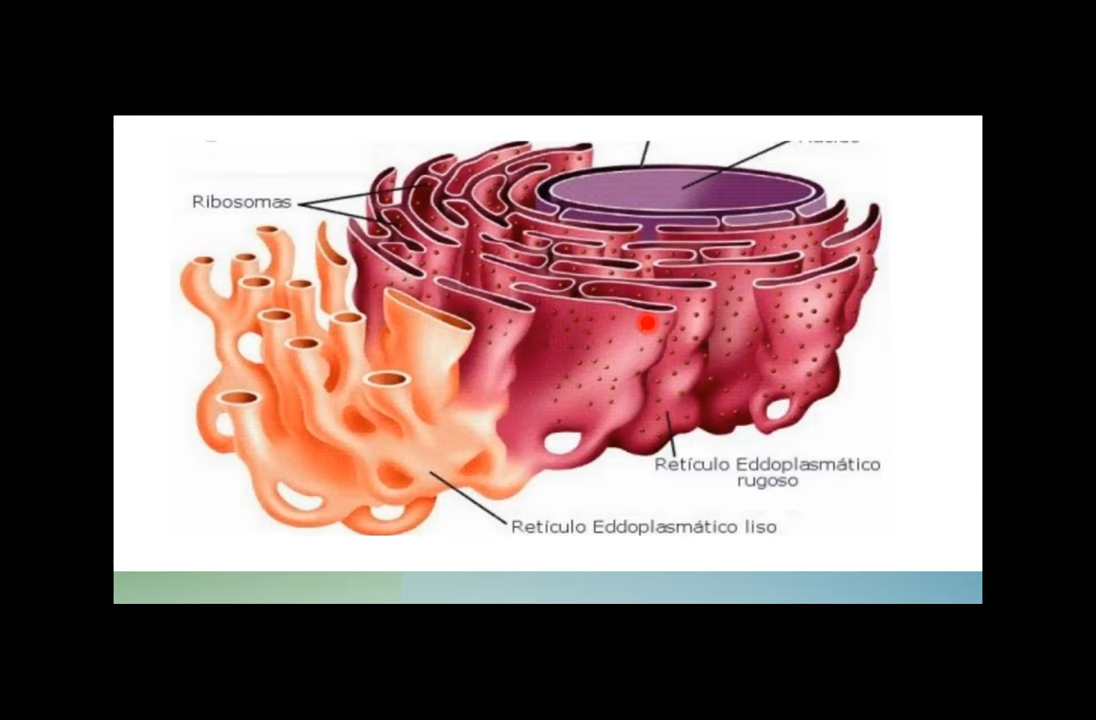 Ribosomas
Retículo Eddoplasmático
rugoso
Retículo Eddoplasmático liso